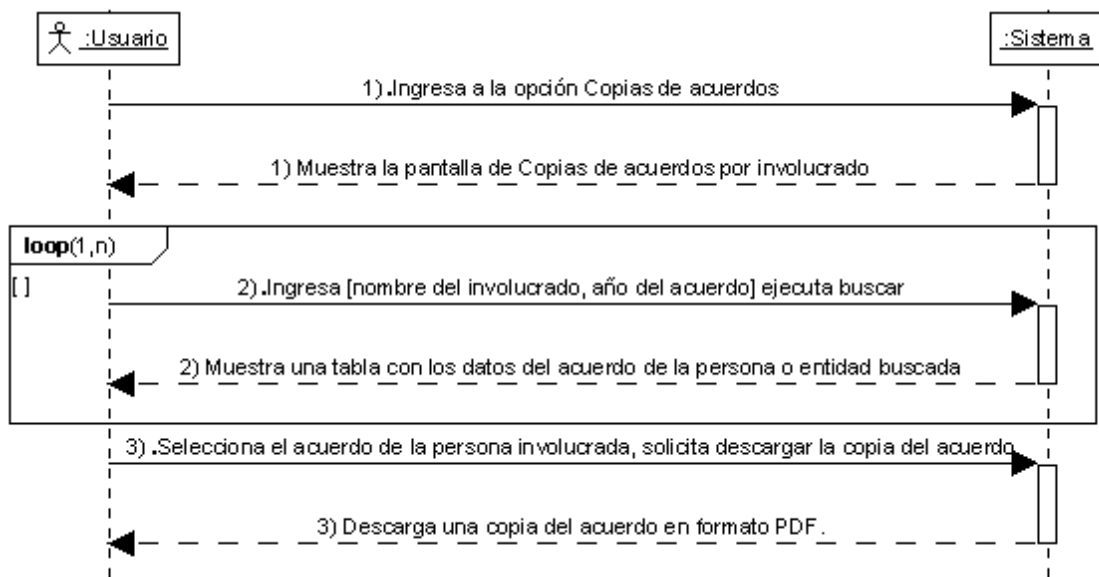 :Usuario
:Sistema
1).Ingresa a la opción Copias de acuerdos
1) Muestra la pantalla de Copias de acuerdos por involucrado
loop(1,n)
[ ]
2).Ingresa [nombre del involucrado, año del acuerdo] ejecuta buscar
2) Muestra una tabla con los datos del acuerdo de la persona o entidad buscada
3) .Selecciona el acuerdo de la persona involucrada, solicita descargar la copia del acuerdo
3) Descarga una copia del acuerdo en formato PDF.